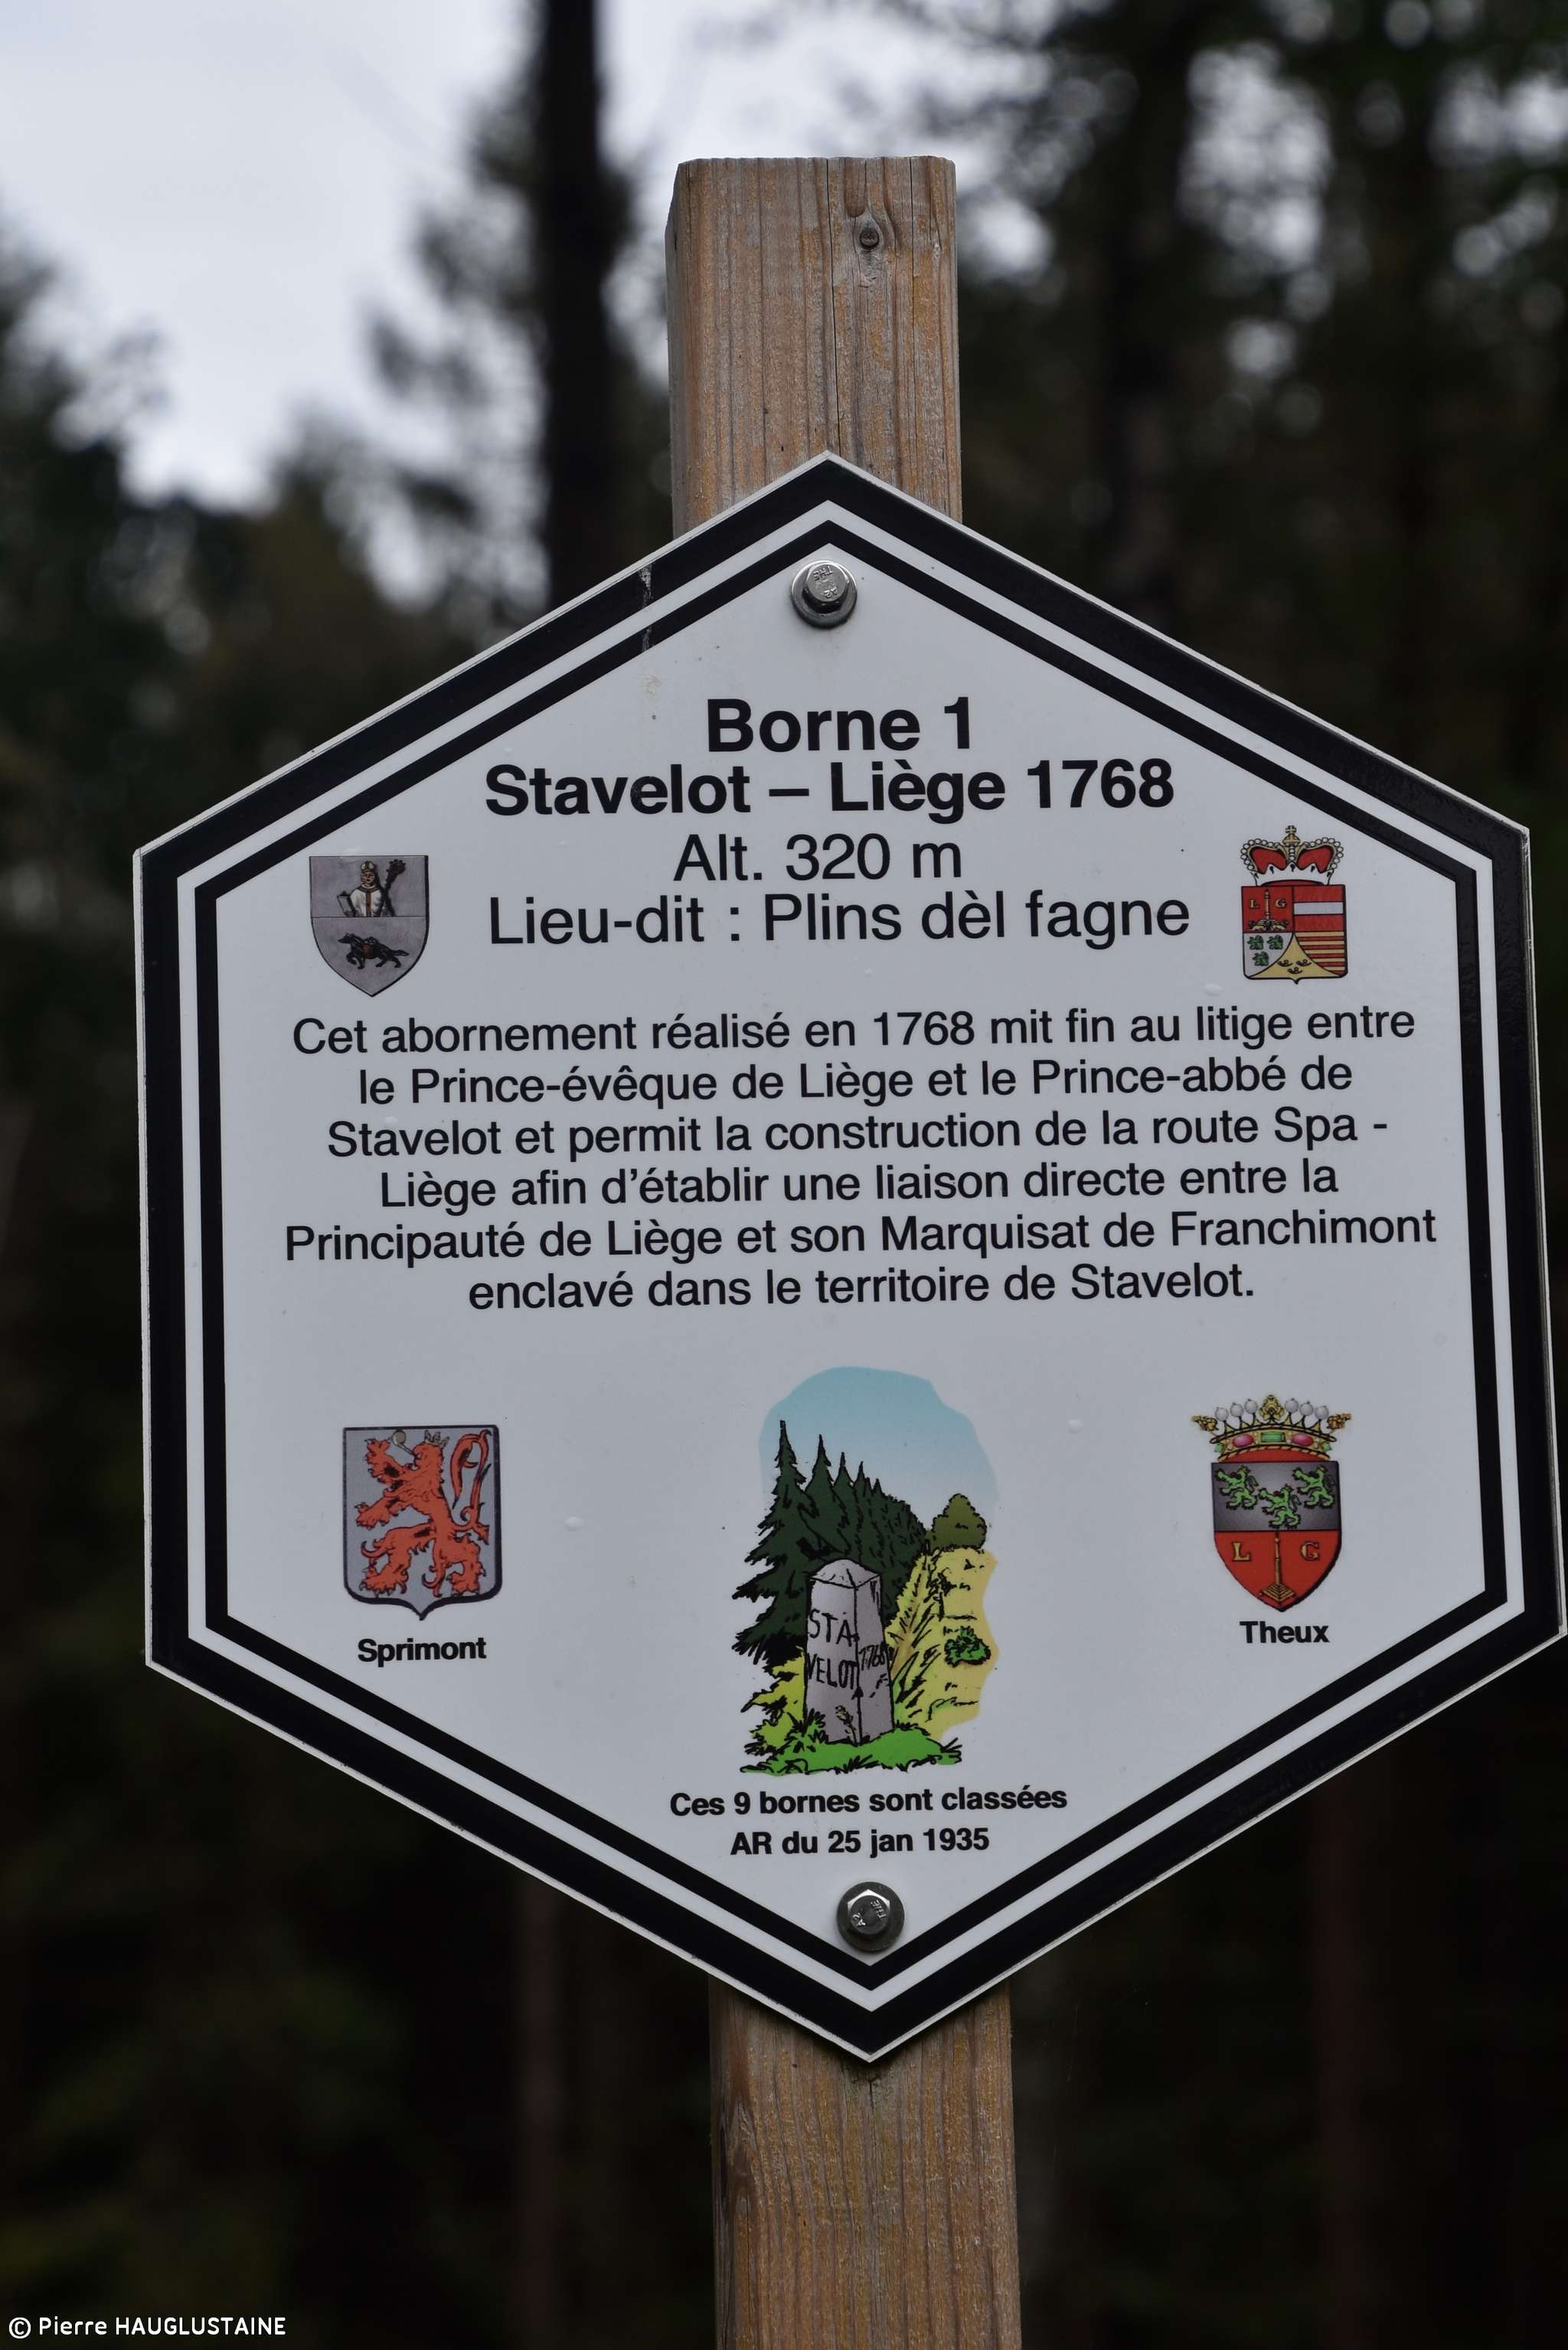 Borne 1
Stavelot – Liège 1768
Alt. 320 m
Lieu-dit : Plins dèl fagne
L G
Cet abornement réalisé en 1768 mit fin au litige entre
le Prince-évêque de Liège et le Prince-abbé de
Stavelot et permit la construction de la route Spa -
Liège afin d’établir une liaison directe entre la
Principauté de Liège et son Marquisat de Franchimont
enclavé dans le territoire de Stavelot.
L G
Sprimont
Theux
STA
VELOT
1768
Ces 9 bornes sont classées
AR du 25 jan 1935
© Pierre HAUGLUSTAINE